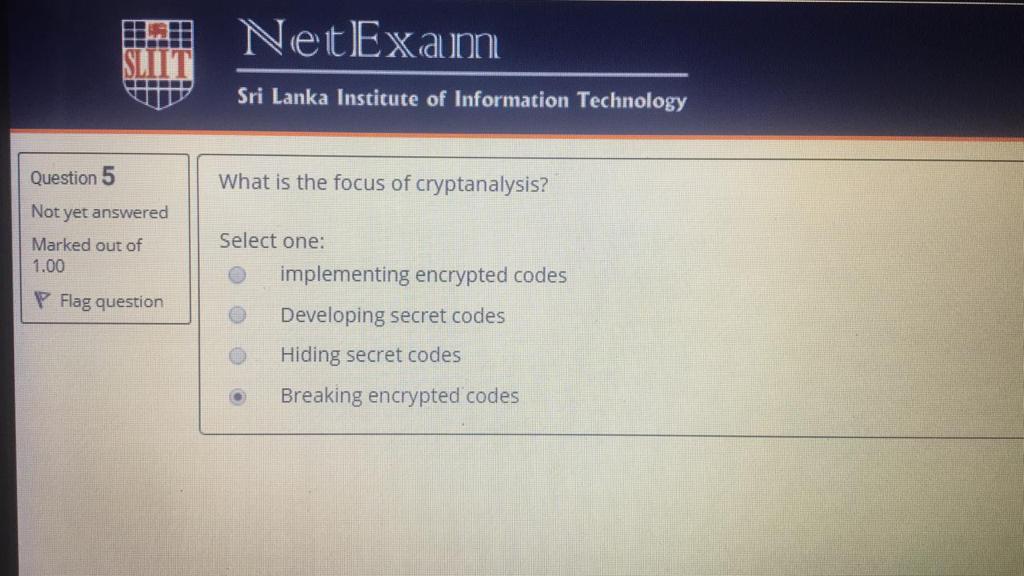 SLIIT
NetExam
Sri Lanka Institute of Information Technology
Question 5
Not yet answered
Marked out of
1.00
Flag question
What is the focus of cryptanalysis?
Select one:
implementing encrypted codes
Developing secret codes
Hiding secret codes
Breaking encrypted codes